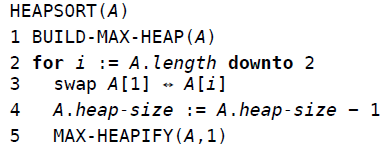 HEAPSORT(A)
1 BUILD-MAX-HEAP(A)
2 for i := A.length downto 2
3   swap A[1] ↔ A[i]
4   A.heap-size := A.heap-size − 1
5   MAX-HEAPIFY(A,1)